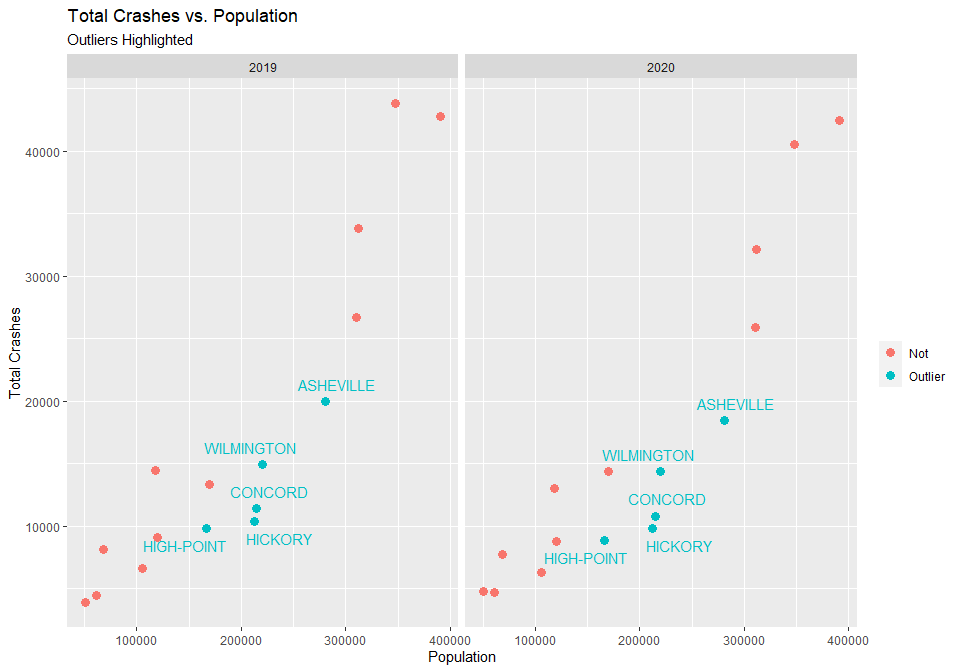 Total Crashes vs. Population
Outliers Highlighted
2019
2020
Total Crashes
40000
30000
20000
10000
ASHEVILLE
WILMINGTON
CONCORD
HICKORY
HIGH-POINT
ASHEVILLE
WILMINGTON
CONCORD
HICKORY
HIGH-POINT
100000 200000 300000 400000
100000 200000 300000 400000
Population
Not
Outlier